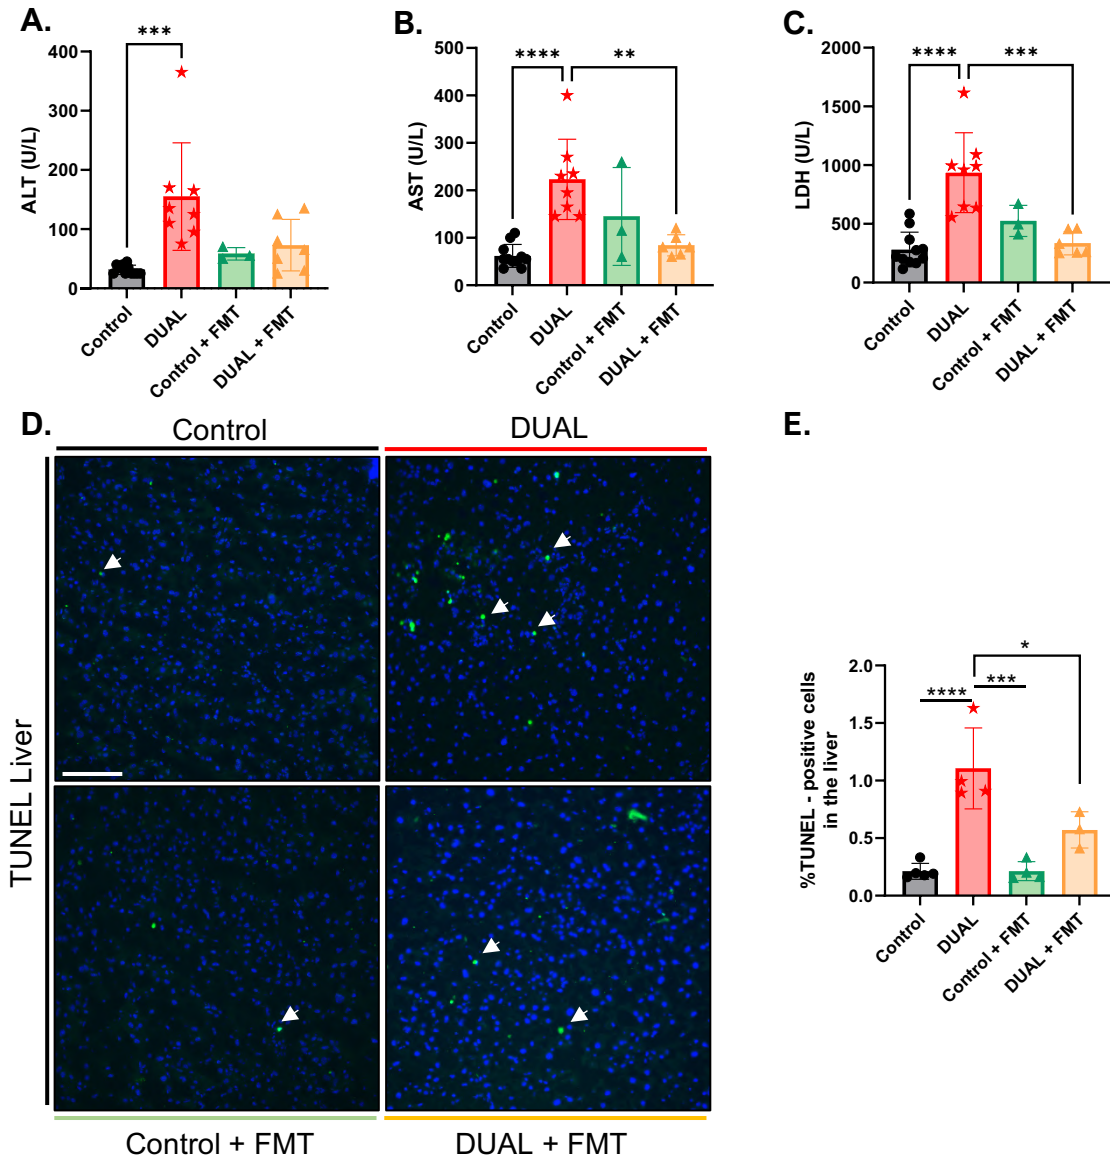 A.
***
400
300
200
100
0
ALT (U/L)
Control
DUAL
Control + FMT
DUAL + FMT
B.
****
**
500
400
300
200
100
0
AST (U/L)
Control
DUAL
Control + FMT
DUAL + FMT
C.
****
***
2000
1500
1000
500
0
LDH (U/L)
Control
DUAL
Control + FMT
DUAL + FMT
D.
Control
DUAL
TUNEL Liver
Control + FMT
DUAL + FMT
E.
*
****
***
2.0
1.5
1.0
0.5
0.0
%TUNEL - positive cells
in the liver
Control
DUAL
Control + FMT
DUAL + FMT